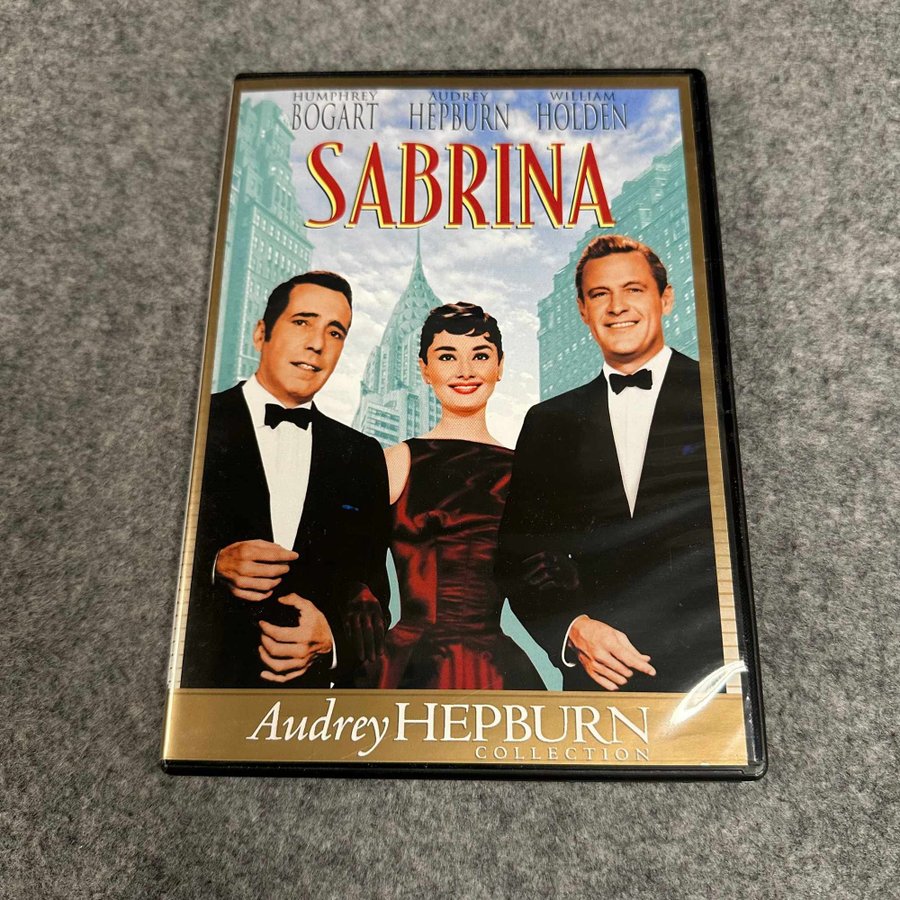 HUMPHREY AUDREY WILLIAM
BOGART HEPBURN HOLDEN
SABRINA
Audrey HEPBURN
COLLECTION